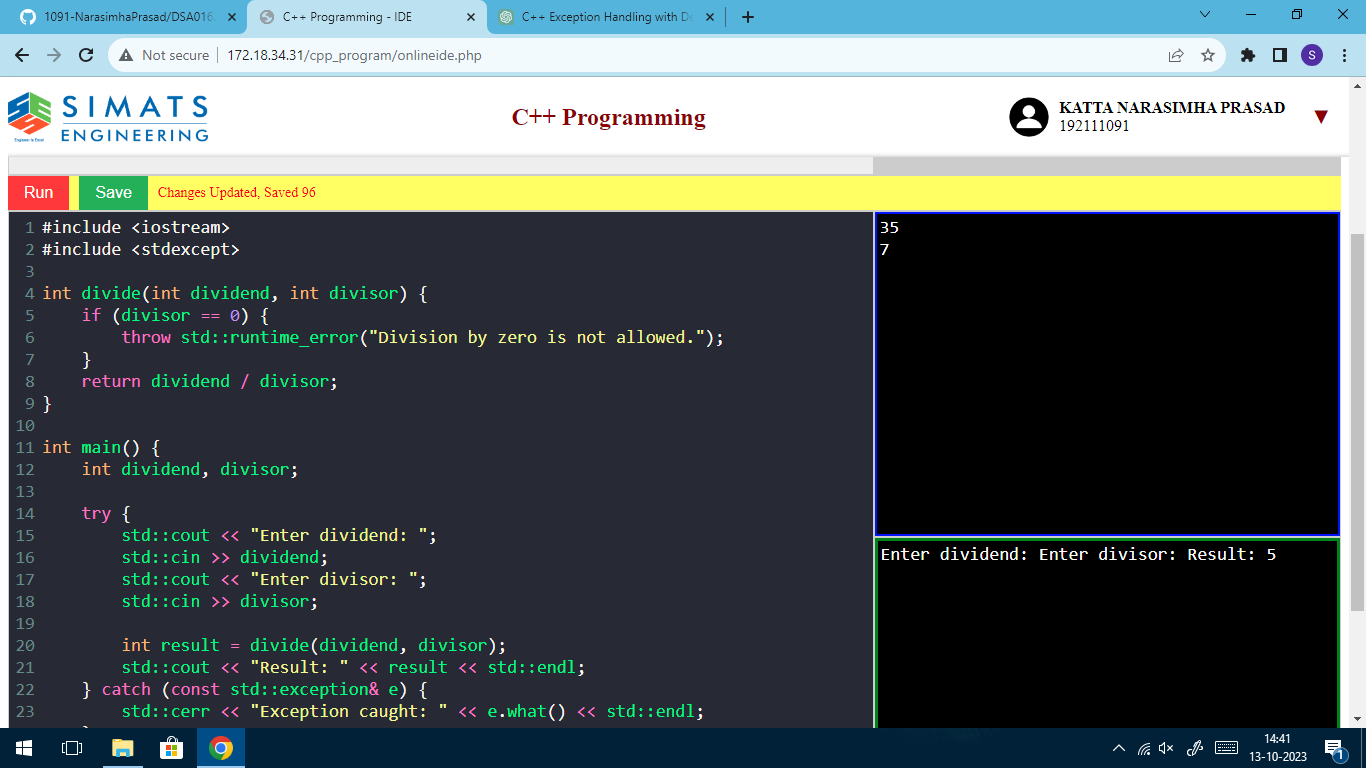 1091-NarasimhaPrasad/DSA016
C++ Programming - IDE
C++ Exception Handling with De
Not secure
172.18.34.31/cpp_program/onlineide.php
S
SIMATS
ENGINEERING
Engineer to Excel
C++ Programming
KATTA NARASIMHA PRASAD
192111091
Run
Save
Changes Updated, Saved 96
1 #include <iostream>
2 #include <stdexcept>
3
4 int divide(int dividend, int divisor) {
5     if (divisor == 0) {
6         throw std::runtime_error("Division by zero is not allowed.");
7     }
8     return dividend / divisor;
9 }
10
11 int main() {
12     int dividend, divisor;
13
14     try {
15         std::cout << "Enter dividend: ";
16         std::cin >> dividend;
17         std::cout << "Enter divisor: ";
18         std::cin >> divisor;
19
20         int result = divide(dividend, divisor);
21         std::cout << "Result: " << result << std::endl;
22     } catch (const std::exception& e) {
23         std::cerr << "Exception caught: " << e.what() << std::endl;
35
7
Enter dividend: Enter divisor: Result: 5
14:41
13-10-2023
1